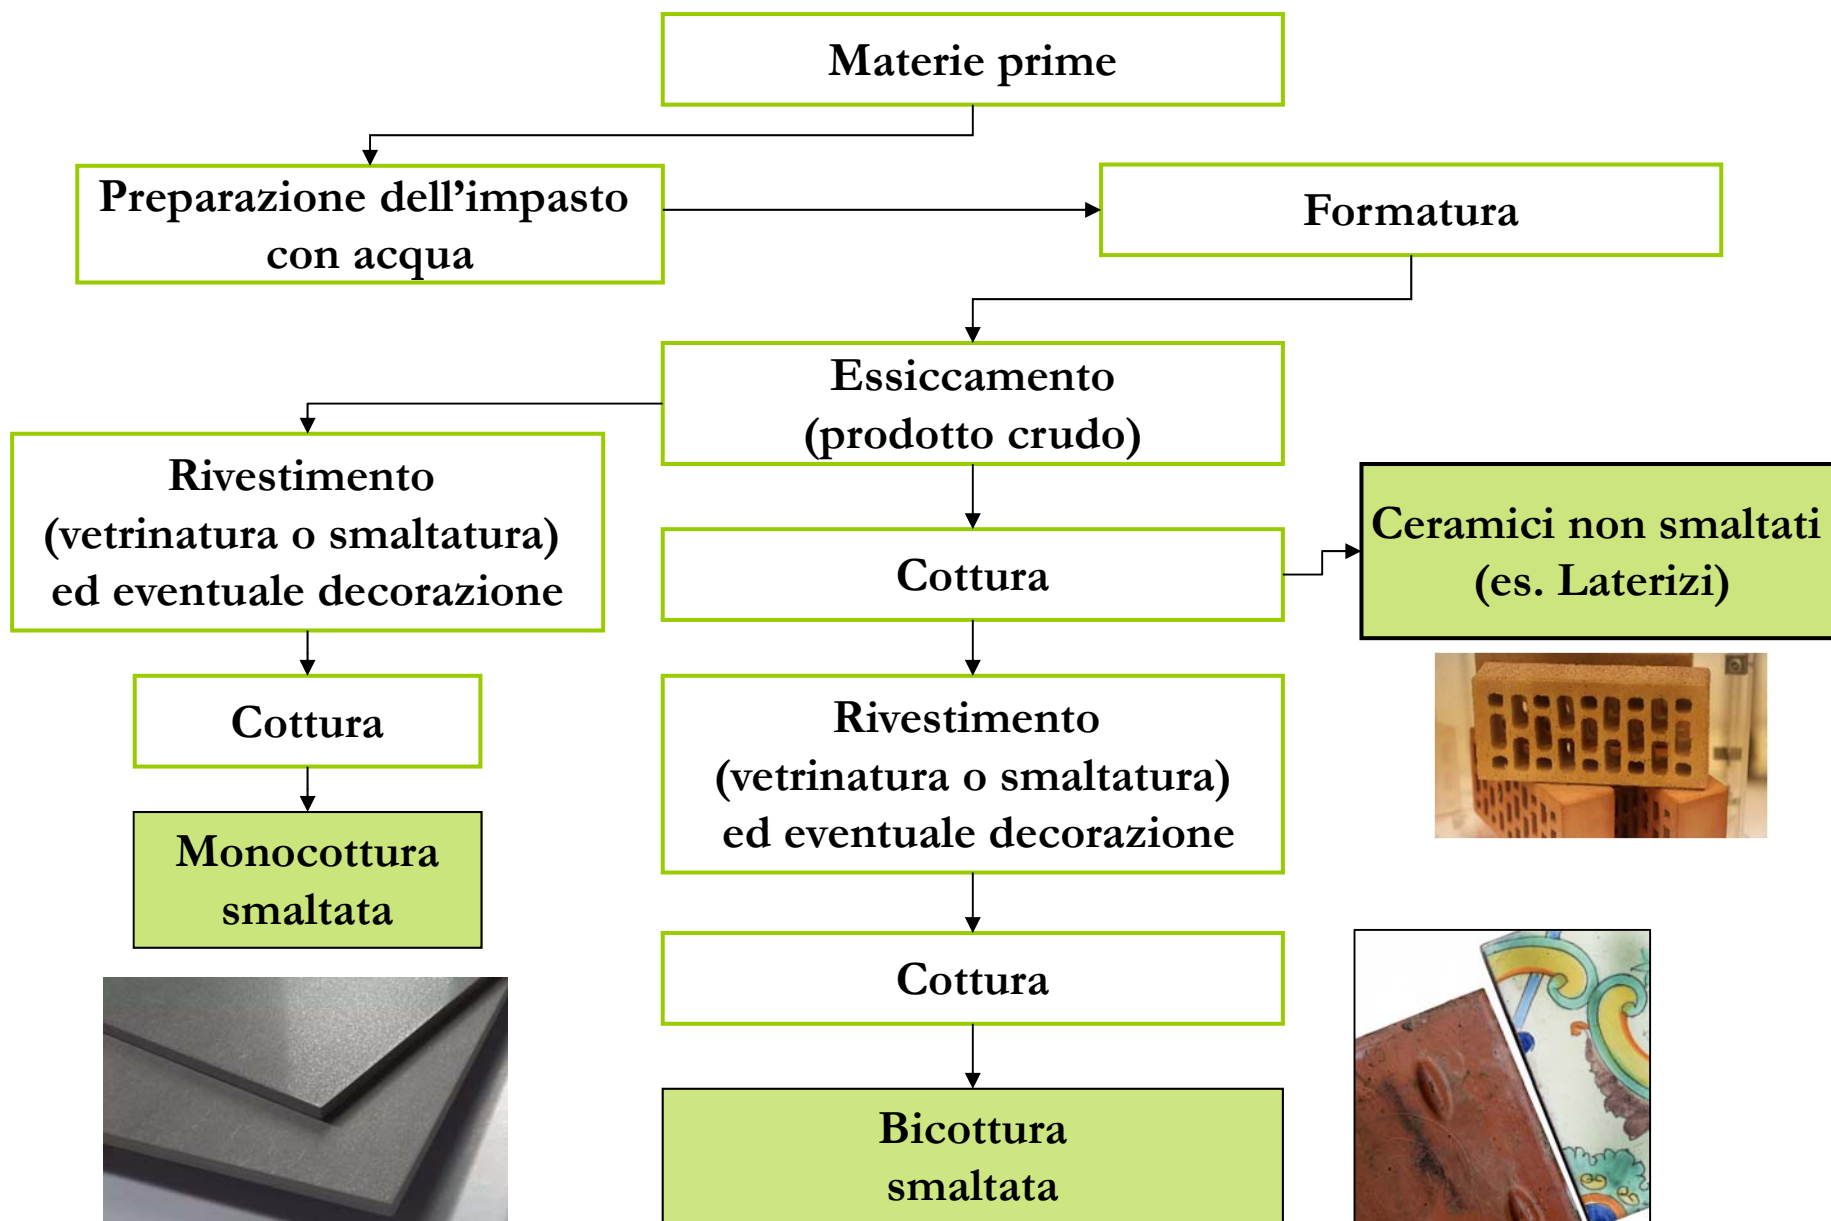 Materie prime
Preparazione dell’impasto
con acqua
Formatura
Essiccamento
(prodotto crudo)
Rivestimento
(vetrinatura o smaltatura)
ed eventuale decorazione
Cottura
Ceramici non smaltati
(es. Laterizi)
Cottura
Rivestimento
(vetrinatura o smaltatura)
ed eventuale decorazione
Monocottura
smaltata
Cottura
Bicottura
smaltata